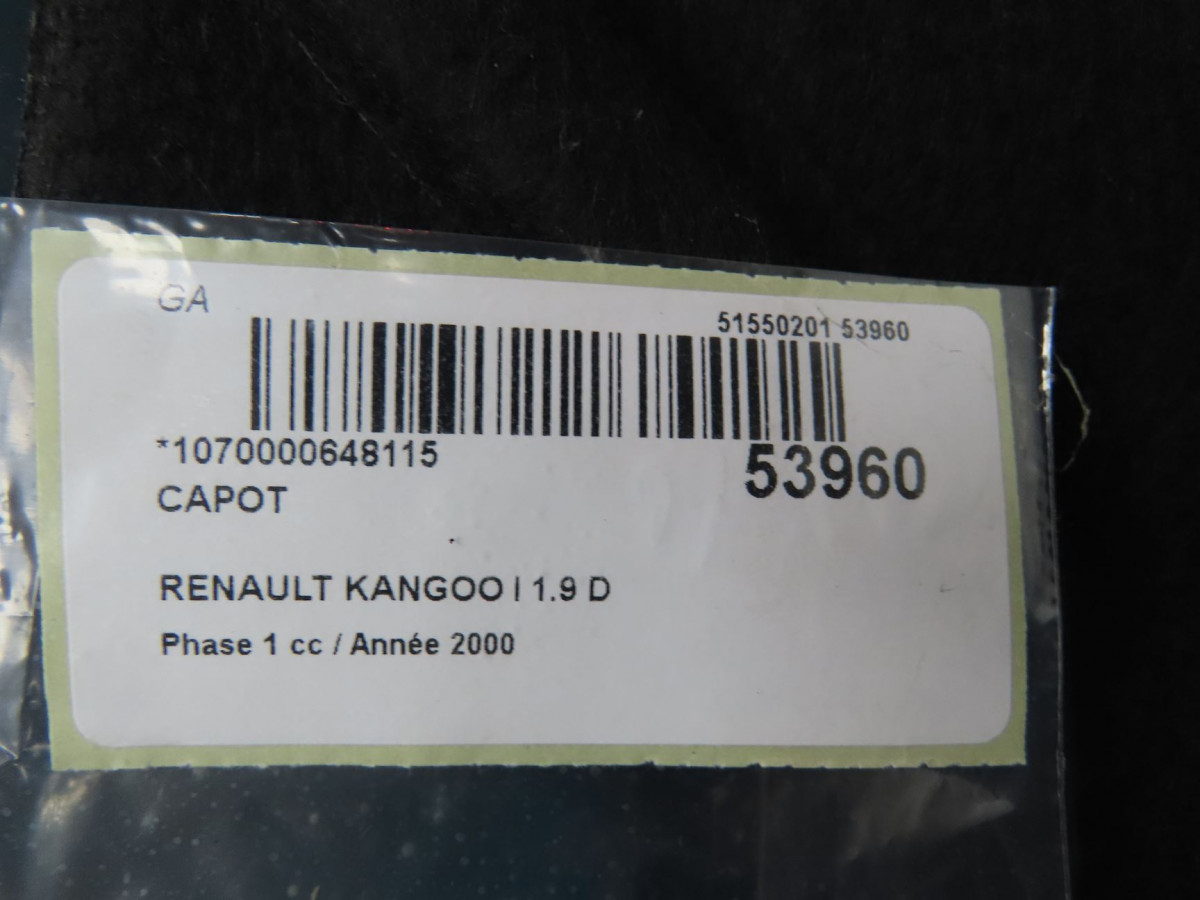 GA
51550201 53960
*1070000648115
53960
CAPOT
RENAULT KANGOO I 1.9 D
Phase 1 cc / Année 2000